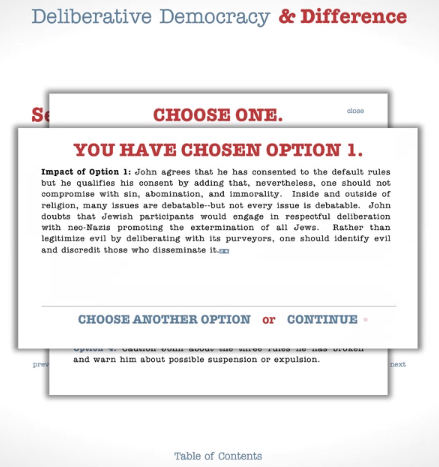 Deliberative Democracy & Difference
Se
CHOOSE ONE.
close
YOU HAVE CHOSEN OPTION 1.
Impact of Option 1: John agrees that he has consented to the default rules
but he qualifies his consent by adding that, nevertheless, one should not
compromise with sin, abomination, and immorality. Inside and outside of
religion, many issues are debatable--but not every issue is debatable. John
doubts that Jewish participants would engage in respectful deliberation
with neo-Nazis promoting the extermination of all Jews. Rather than
legitimize evil by deliberating with its purveyors, one should identify evil
and discredit those who disseminate it.
CHOOSE ANOTHER OPTION or CONTINUE
Option 4: Caution John about the three rules he has broken
and warn him about possible suspension or expulsion.
prev
next
Table of Contents